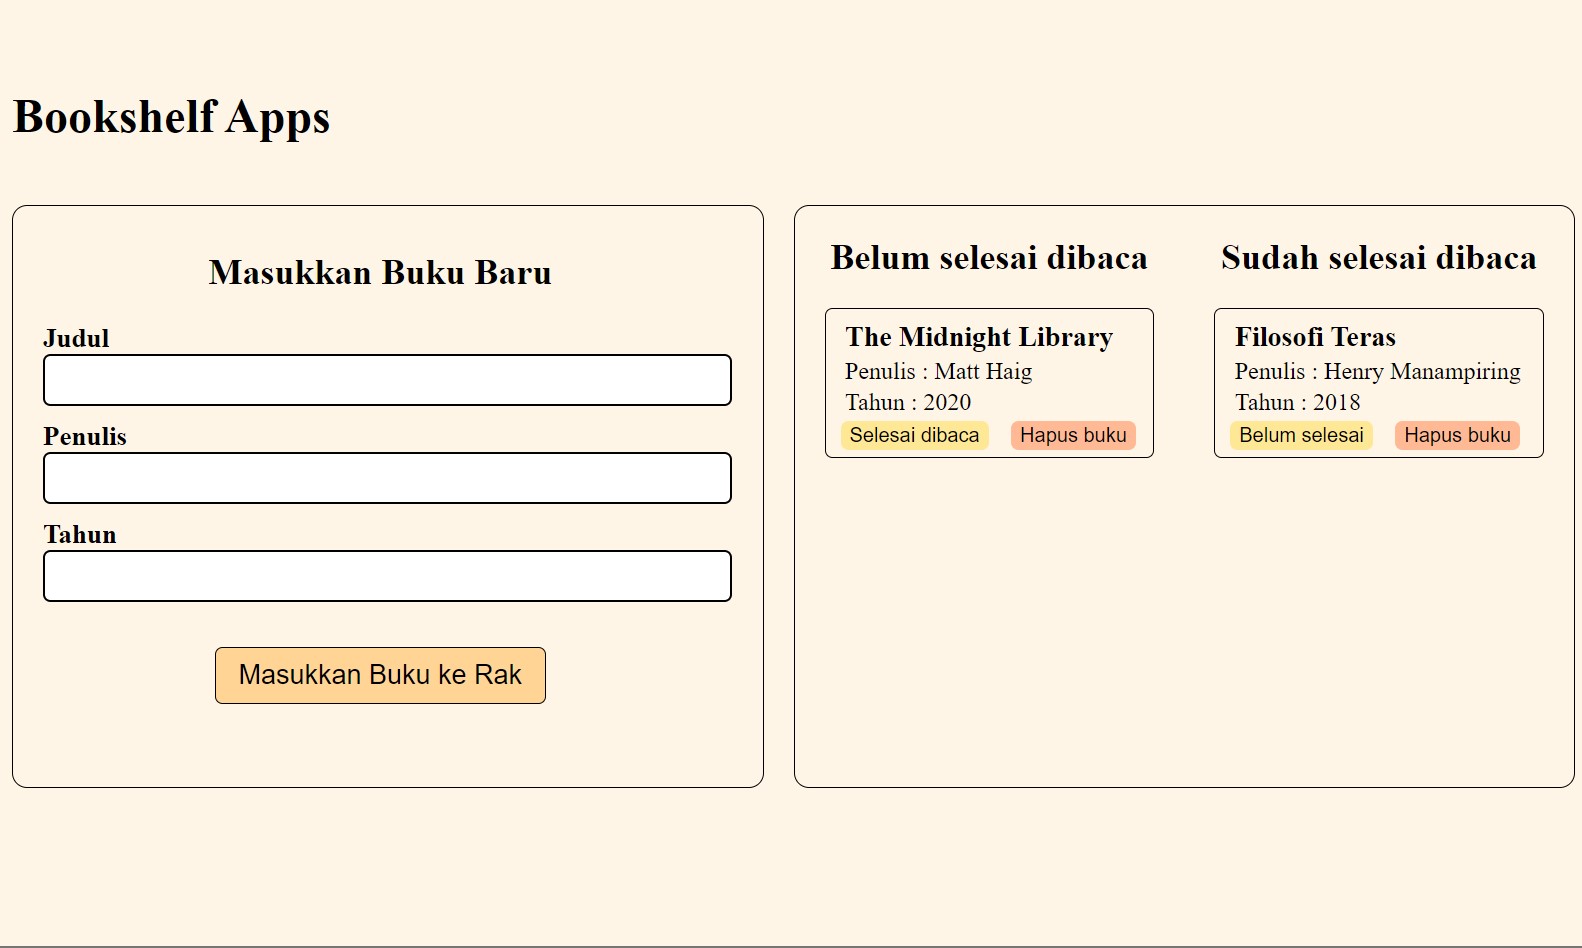 Bookshelf Apps
Masukkan Buku Baru
Judul
Penulis
Tahun
Masukkan Buku ke Rak
Belum selesai dibaca
The Midnight Library
Penulis : Matt Haig
Tahun : 2020
Selesai dibaca Hapus buku
Sudah selesai dibaca
Filosofi Teras
Penulis : Henry Manampiring
Tahun : 2018
Belum selesai Hapus buku